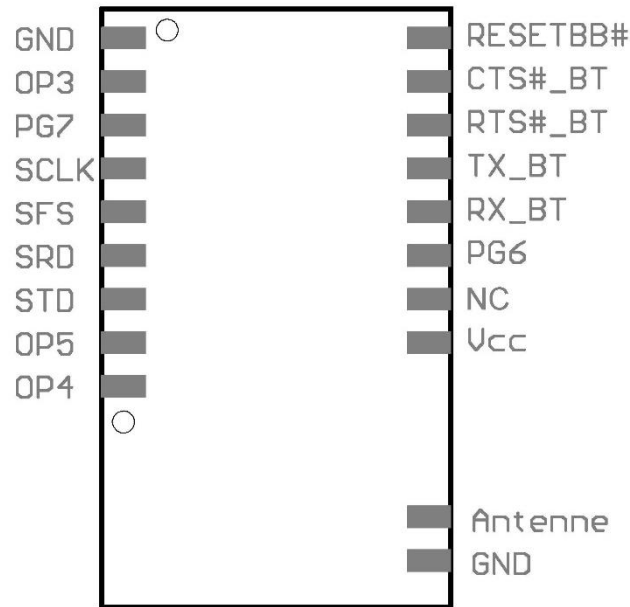 GND
OP3
PG7
SCLK
SFS
SRD
STD
OP5
OP4
RESETBB#
CTS#_BT
RTS#_BT
TX_BT
RX_BT
PG6
NC
Vcc
Antenne
GND